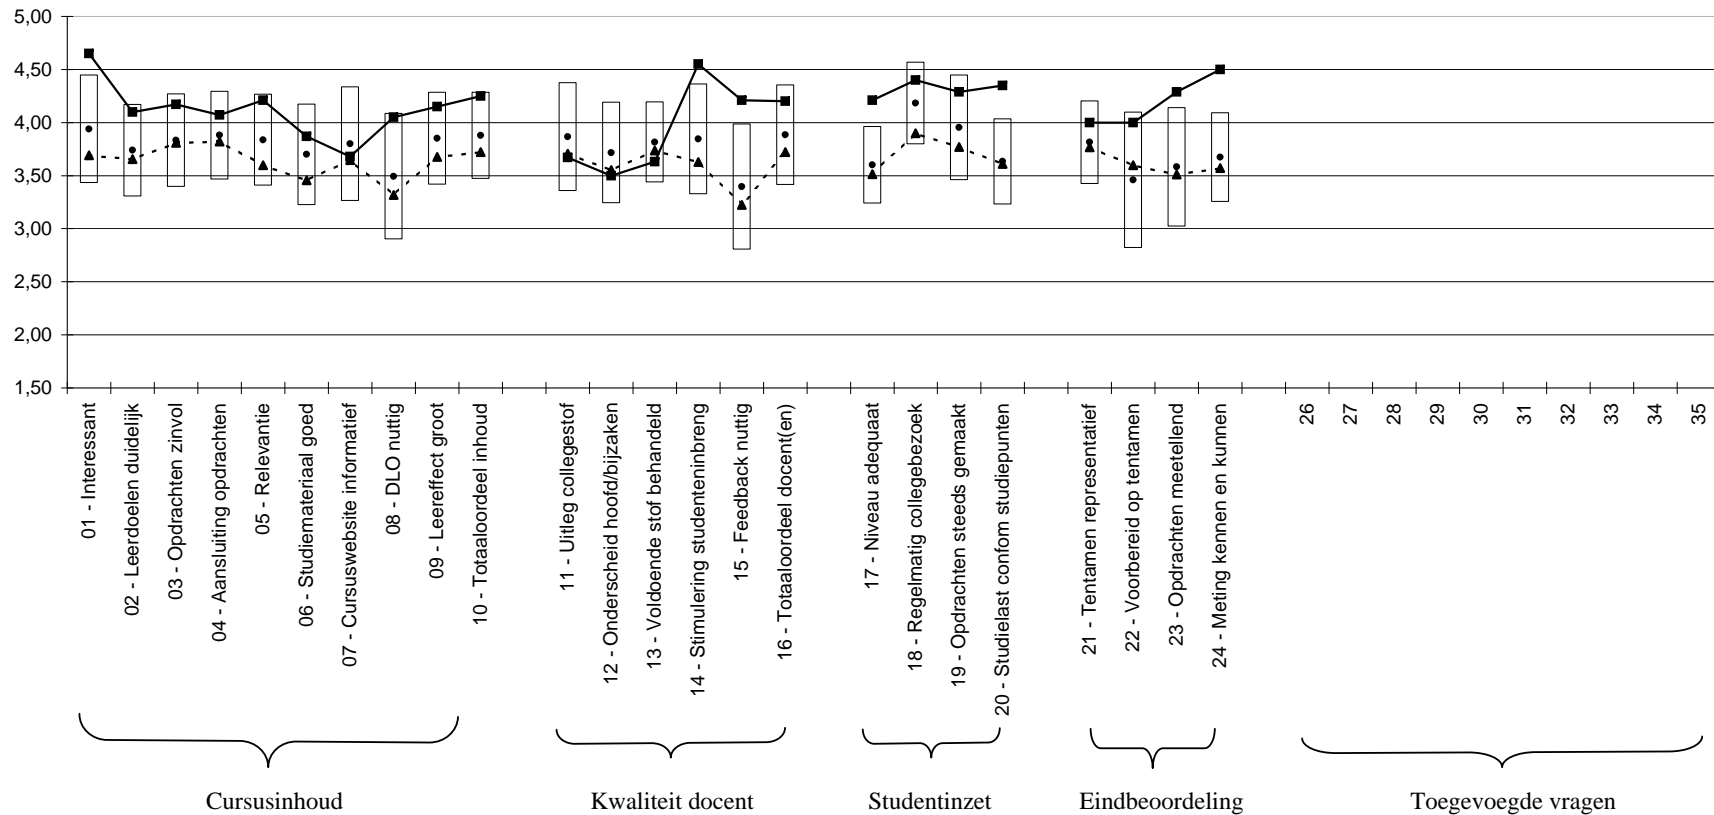 5,00
4,50
4,00
3,50
3,00
2,50
2,00
1,50
01 - Interessant
02 - Leerdoelen duidelijk
03 - Opdrachten zinvol
04 - Aansluiting opdrachten
05 - Relevantie
06 - Studiemateriaal goed
07 - Cursuswebsite informatief
08 - DLO nuttig
09 - Leereffect groot
10 - Totaaloordeel inhoud
11 - Uitleg collegestof
12 - Onderscheid hoofd/bijzaken
13 - Voldoende stof behandeld
14 - Stimulering studenteninbreng
15 - Feedback nuttig
16 - Totaaloordeel docent(en)
17 - Niveau adequaat
18 - Regelmatig collegebezoek
19 - Opdrachten steeds gemaakt
20 - Studielast confom studiepunten
21 - Tentamen representatief
22 - Voorbereid op tentamen
23 - Opdrachten meetellend
24 - Meting kennen en kunnen
26
27
28
29
30
31
32
33
34
35
Cursusinhoud
Kwaliteit docent
Studentinzet
Eindbeoordeling
Toegevoegde vragen